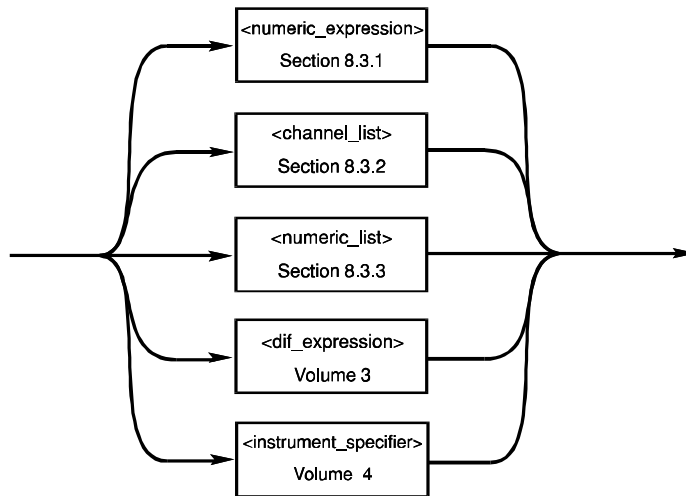 <numeric_expression>
Section 8.3.1
<channel_list>
Section 8.3.2
<numeric_list>
Section 8.3.3
<dif_expression>
Volume 3
<instrument_specifier>
Volume 4